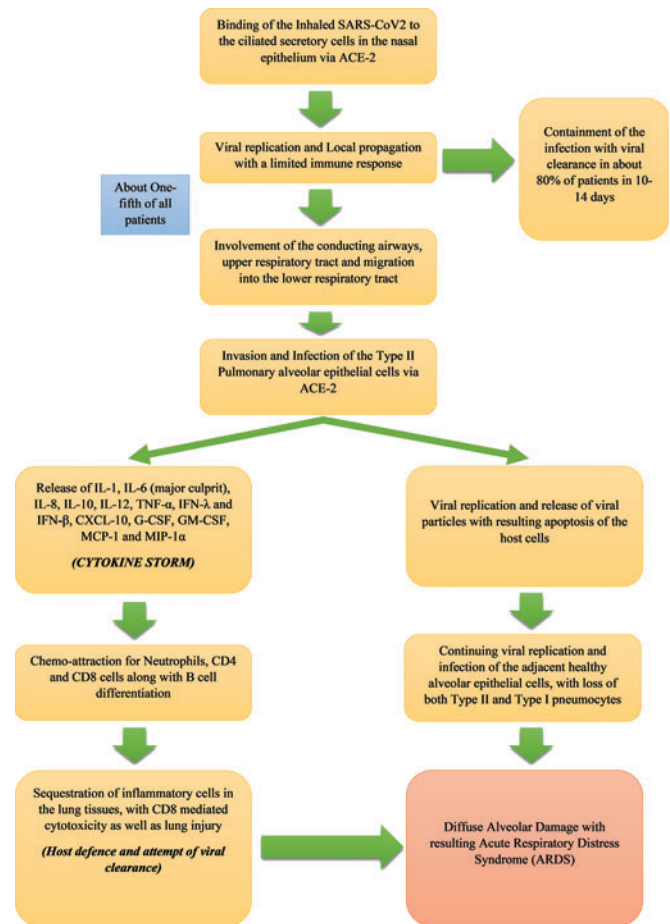 Binding of the Inhaled SARS-CoV2 to
the ciliated secretory cells in the nasal
epithelium via ACE-2
Viral replication and Local propagation
with a limited immune response
Containment of the
infection with viral
clearance in about
80% of patients in 10-
14 days
About One-
fifth of all
patients
Involvement of the conducting airways,
upper respiratory tract and migration
into the lower respiratory tract
Invasion and Infection of the Type II
Pulmonary alveolar epithelial cells via
ACE-2
Release of IL-1, IL-6 (major culprit),
IL-8, IL-10, IL-12, TNF-α, IFN-λ and
IFN-β, CXCL-10, G-CSF, GM-CSF,
MCP-1 and MIP-1α
(CYTOKINE STORM)
Viral replication and release of viral
particles with resulting apoptosis of the
host cells
Chemo-attraction for Neutrophils, CD4
and CD8 cells along with B cell
differentiation
Continuing viral replication and
infection of the adjacent healthy
alveolar epithelial cells, with loss of
both Type II and Type I pneumocytes
Sequestration of inflammatory cells in
the lung tissues, with CD8 mediated
cytotoxicity as well as lung injury
(Host defence and attempt of viral
clearance)
Diffuse Alveolar Damage with
resulting Acute Respiratory Distress
Syndrome (ARDS)